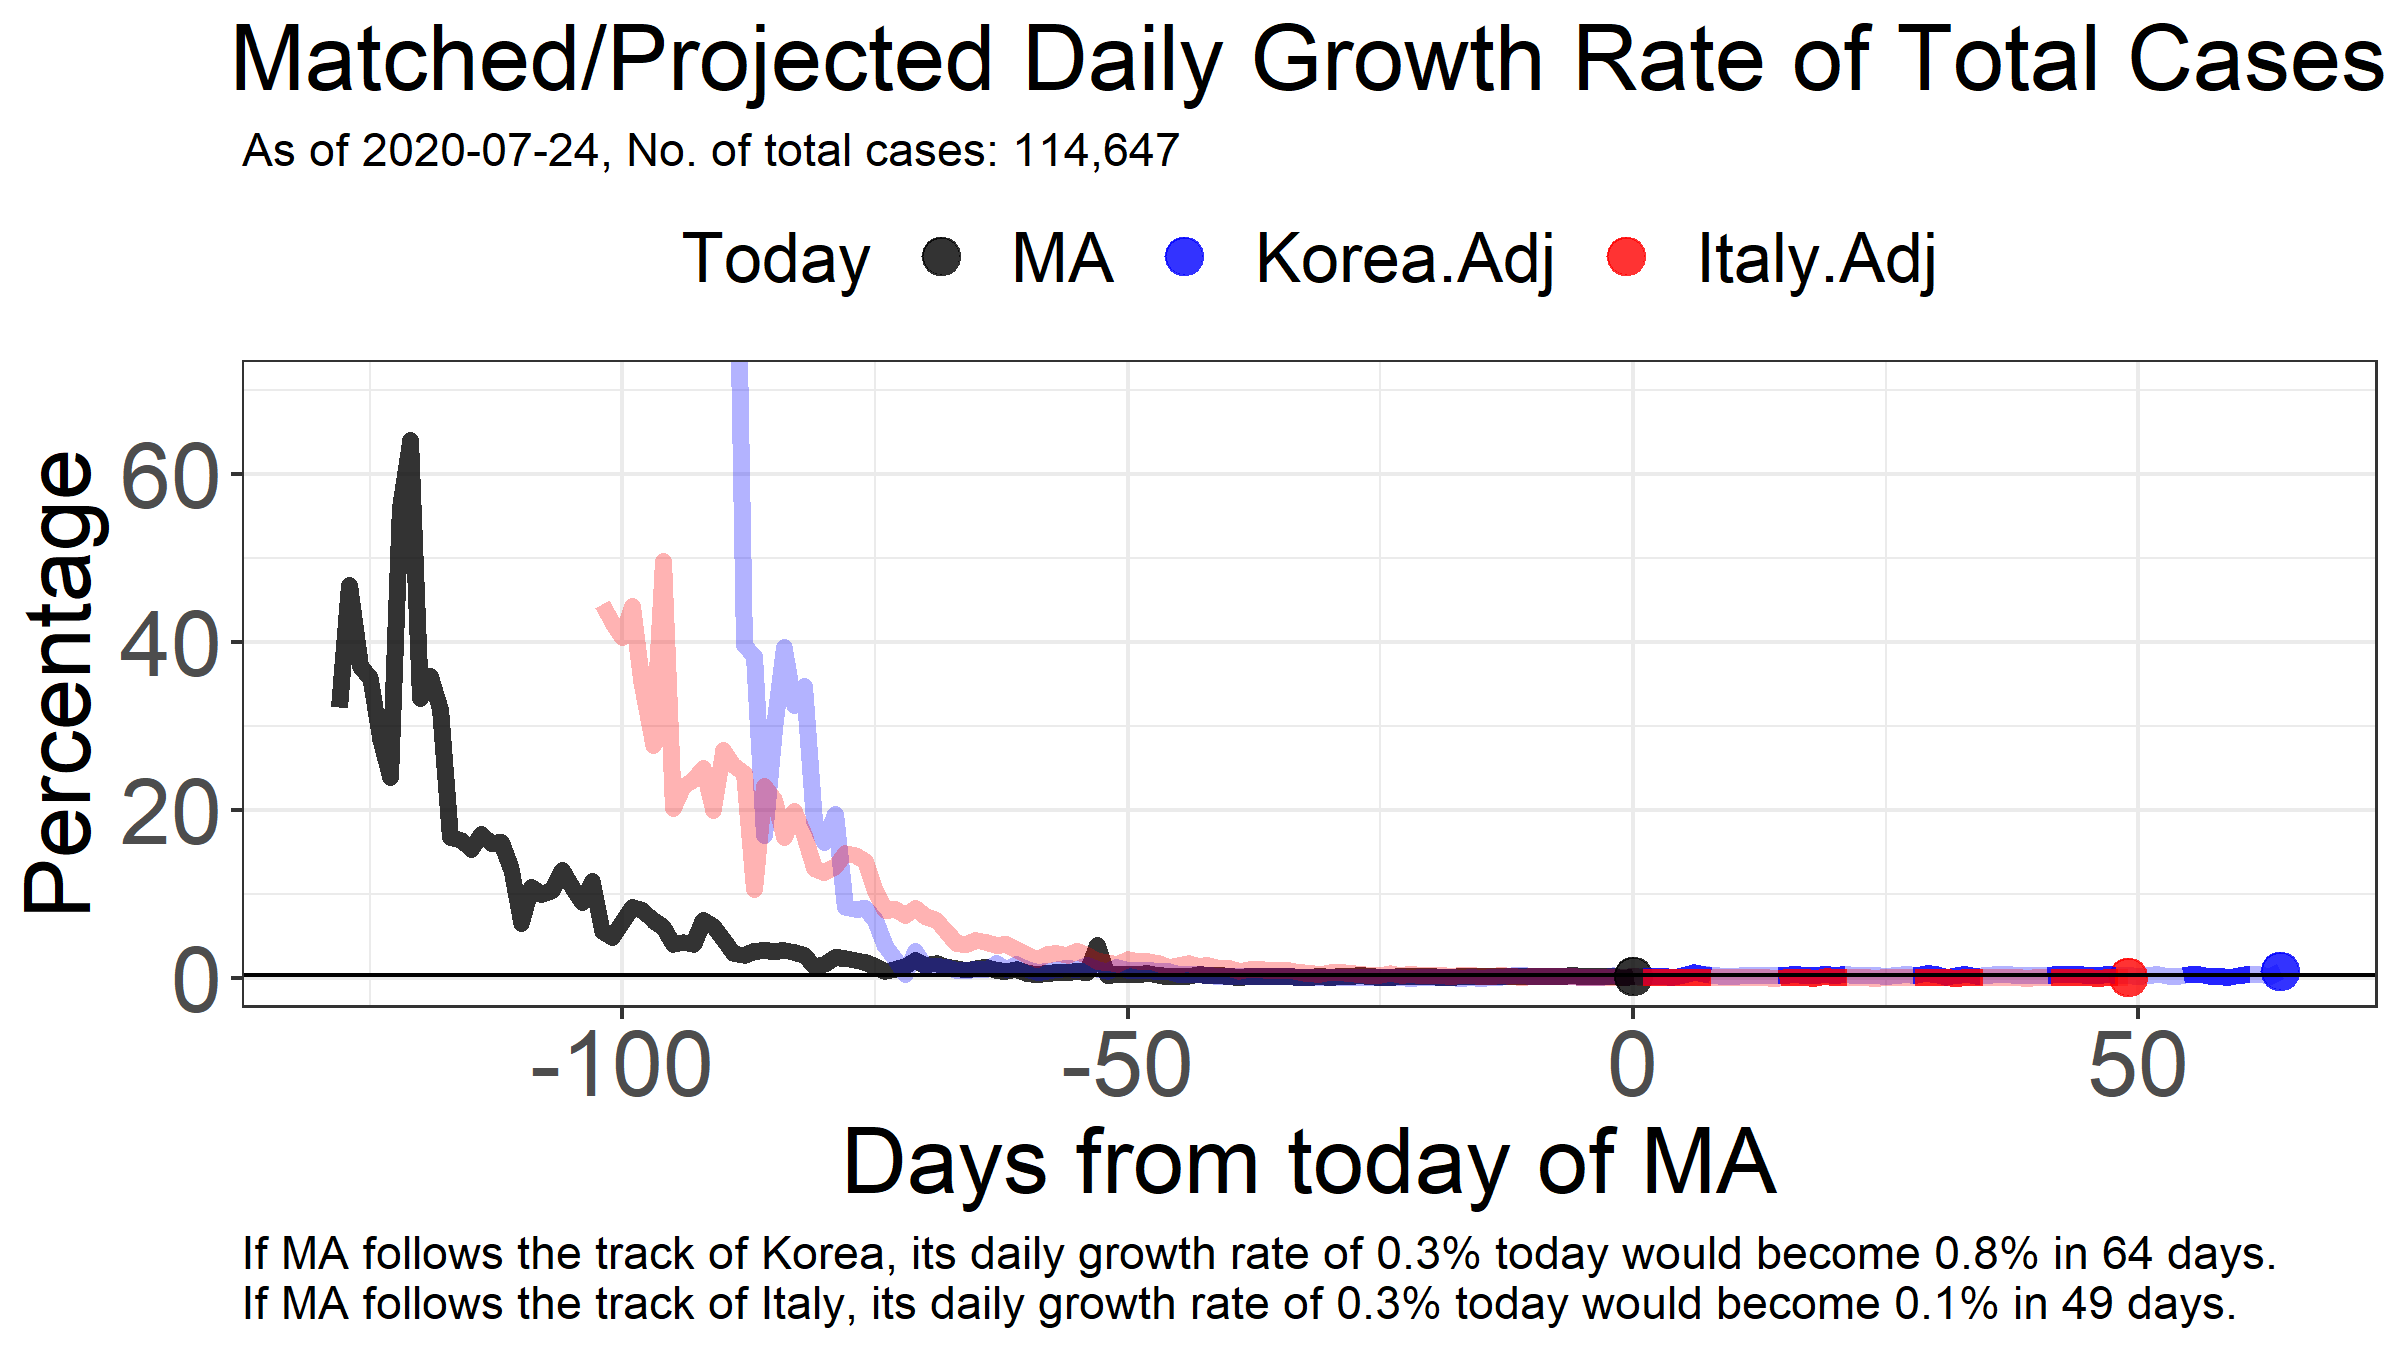 Matched/Projected Daily Growth Rate of Total Cases
As of 2020-07-24, No. of total cases: 114,647
Today MA Korea.Adj Italy.Adj
Percentage
60
40
20
0
-100 -50 0 50
Days from today of MA
If MA follows the track of Korea, its daily growth rate of 0.3% today would become 0.8% in 64 days.
If MA follows the track of Italy, its daily growth rate of 0.3% today would become 0.1% in 49 days.